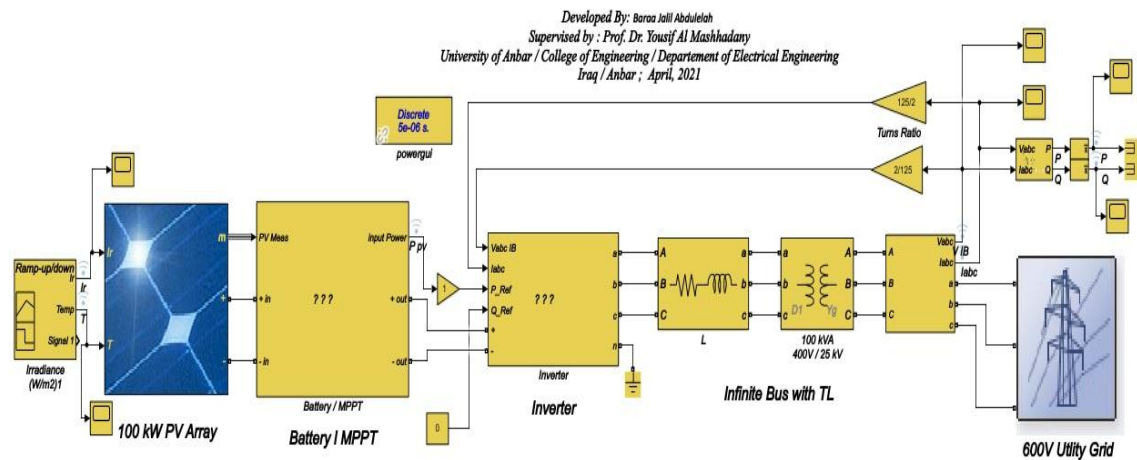 Developed By: Baraa Jalil Abdulelah
Supervised by : Prof. Dr. Yousif Al Mashhadany
University of Anbar / College of Engineering / Departement of Electrical Engineering
Iraq / Anbar ; April, 2021
Discrete
5e-06 s.
powergui
125/2
Turns Ratio
2/125
Vabc
Iabc
P
Q
P
Q
P
Q
Ramp-up/down
Ir
Ir
Temp
T
Signal 1
Irradiance
(W/m2)1
Ir
T
m
+
-
100 kW PV Array
PV Meas
Input Power
P pv
+ in
? ? ?
+ out
- in
- out
Battery / MPPT
Battery I MPPT
1
0
Vabc IB
Iabc
P_Ref
Q_Ref
+
-
? ? ?
a
b
c
n
Inverter
Inverter
A
B
C
a
b
c
L
a
b
c
D1
Yg
A
B
C
100 kVA
400V / 25 kV
Infinite Bus with TL
A
B
C
Vabc
V IB
Iabc
Iabc
a
b
c
600V Utlity Grid